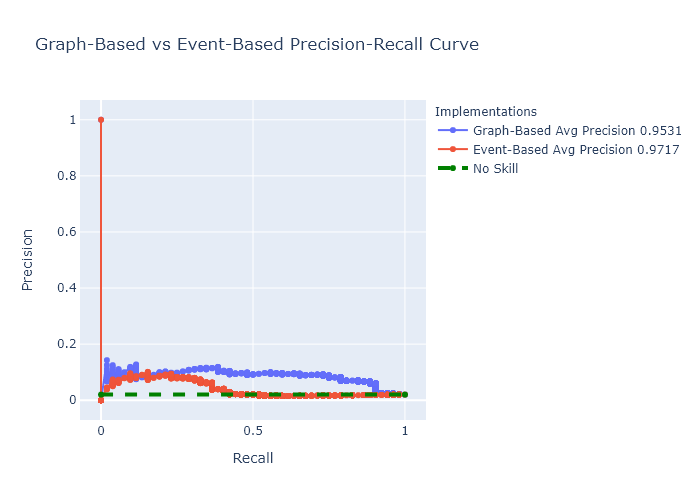 Graph-Based vs Event-Based Precision-Recall Curve
Implementations
Graph-Based Avg Precision 0.9531
Event-Based Avg Precision 0.9717
No Skill
Precision
1
0.8
0.6
0.4
0.2
0
0
0.5
1
Recall